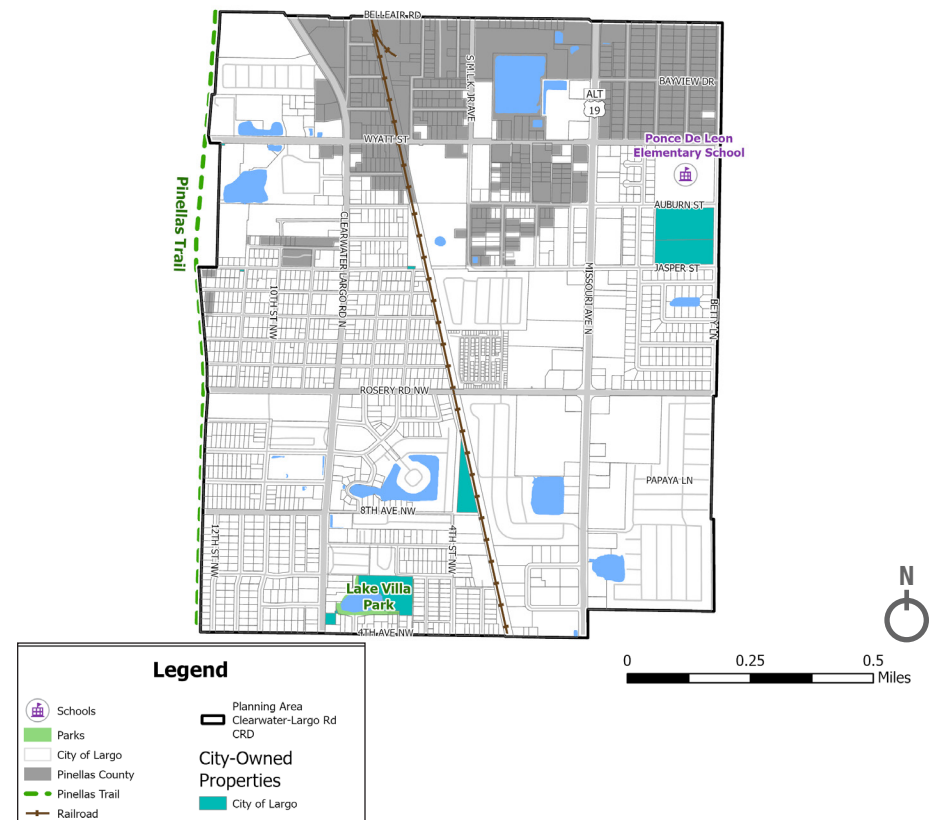 BELLEAIR RD
S M.L.K. JR AVE
BAYVIEW DR
ALT
19
WYATT ST
Ponce De Leon
Elementary School
Pinellas Trail
AUBURN ST
CLEARWATER LARGO RD N
MISSOURI AVE N
JASPER ST
10TH ST NW
BETTY LN
ROSERY RD NW
PAPAYA LN
8TH AVE NW
12TH ST NW
4TH ST NW
Lake Villa
Park
4TH AVE NW
N
0 0.25 0.5
Miles
Legend
Schools
Parks
City of Largo
Pinellas County
Pinellas Trail
Railroad
Planning Area
Clearwater-Largo Rd
CRD
City-Owned
Properties
City of Largo